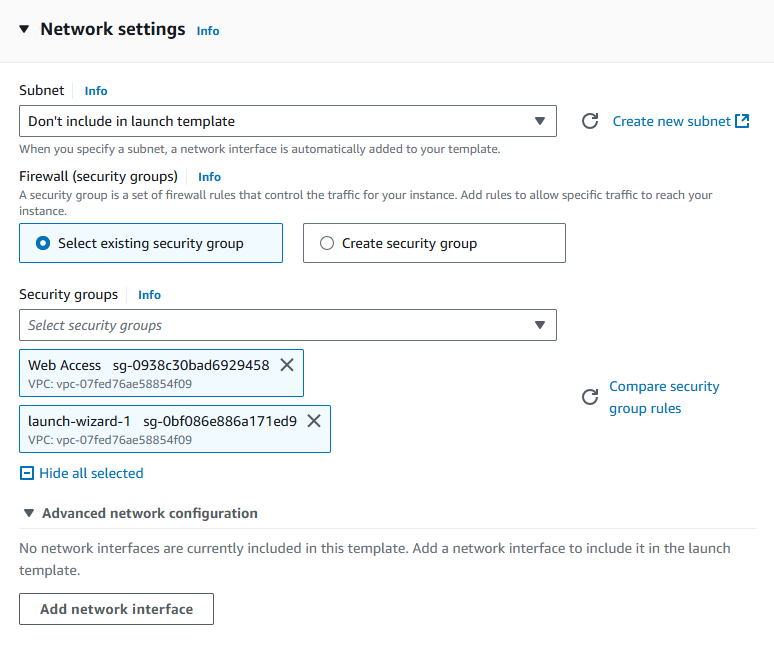 Network settings Info
Subnet Info
Don't include in launch template
Create new subnet
When you specify a subnet, a network interface is automatically added to your template.
Firewall (security groups) Info
A security group is a set of firewall rules that control the traffic for your instance. Add rules to allow specific traffic to reach your
instance.
Select existing security group
Create security group
Security groups Info
Select security groups
Web Access sg-0938c30bad6929458
VPC: vpc-07fed76ae58854f09
launch-wizard-1 sg-0bf086e886a171ed9
VPC: vpc-07fed76ae58854f09
Compare security
group rules
Hide all selected
Advanced network configuration
No network interfaces are currently included in this template. Add a network interface to include it in the launch
template.
Add network interface